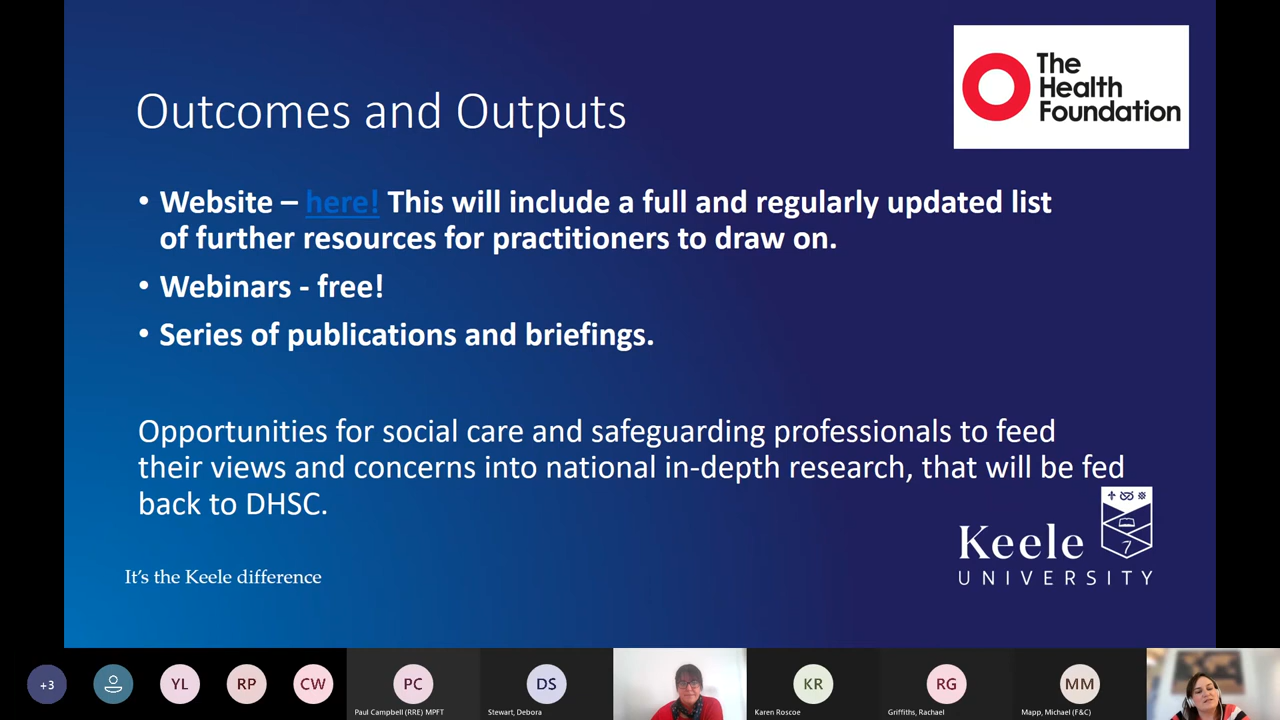 The
Health
Foundation
Outcomes and Outputs
• Website – here! This will include a full and regularly updated list
of further resources for practitioners to draw on.
• Webinars - free!
• Series of publications and briefings.
Opportunities for social care and safeguarding professionals to feed
their views and concerns into national in-depth research, that will be fed
back to DHSC.
Keele
UNIVERSITY
It's the Keele difference
+3
YL
RP
CW
PC
DS
KR
RG
MM
Paul Campbell (RRE) MPFT
Stewart, Debora
Karen Roscoe
Griffiths, Rachael
Mapp, Michael (F&C)